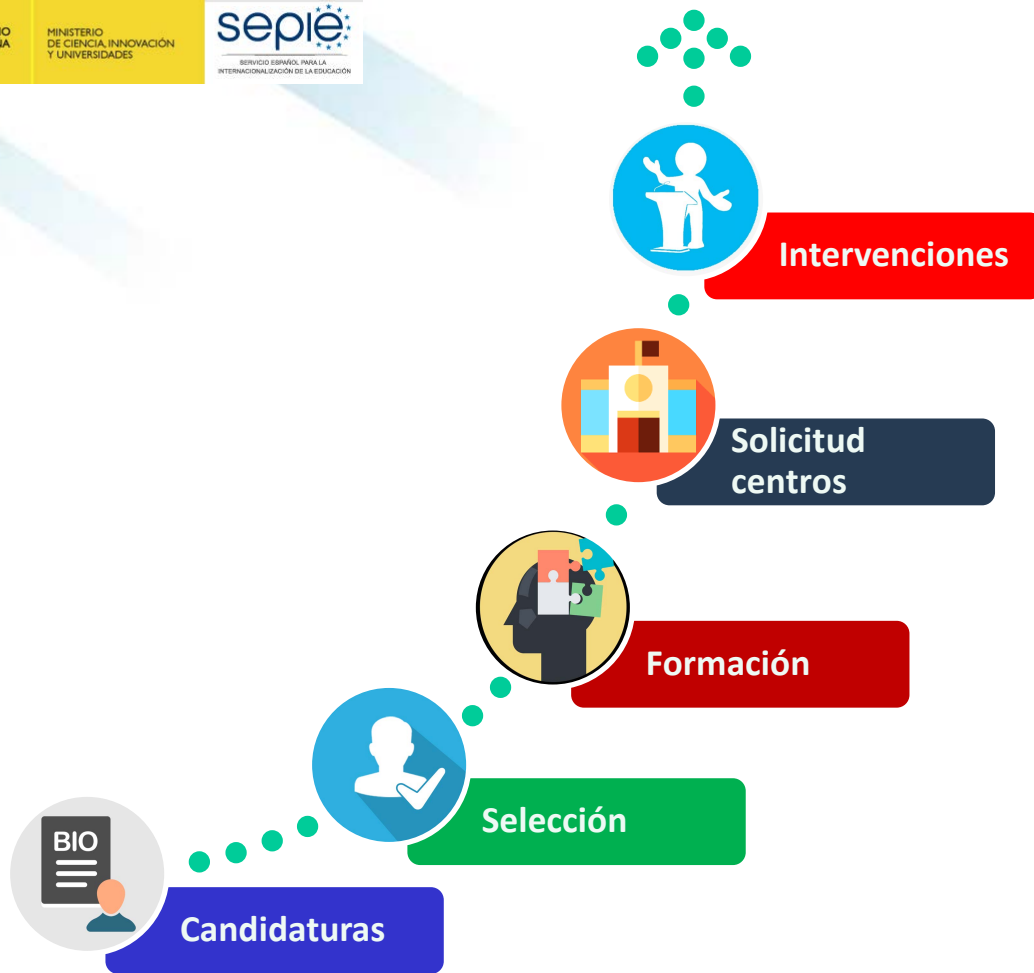 MINISTERIO
DE CIENCIA, INNOVACIÓN
Y UNIVERSIDADES
sepie
SERVICIO ESPAÑOL PARA LA
INTERNACIONALIZACIÓN DE LA EDUCACIÓN
Intervenciones
Solicitud
centros
Formación
Selección
BIO
Candidaturas